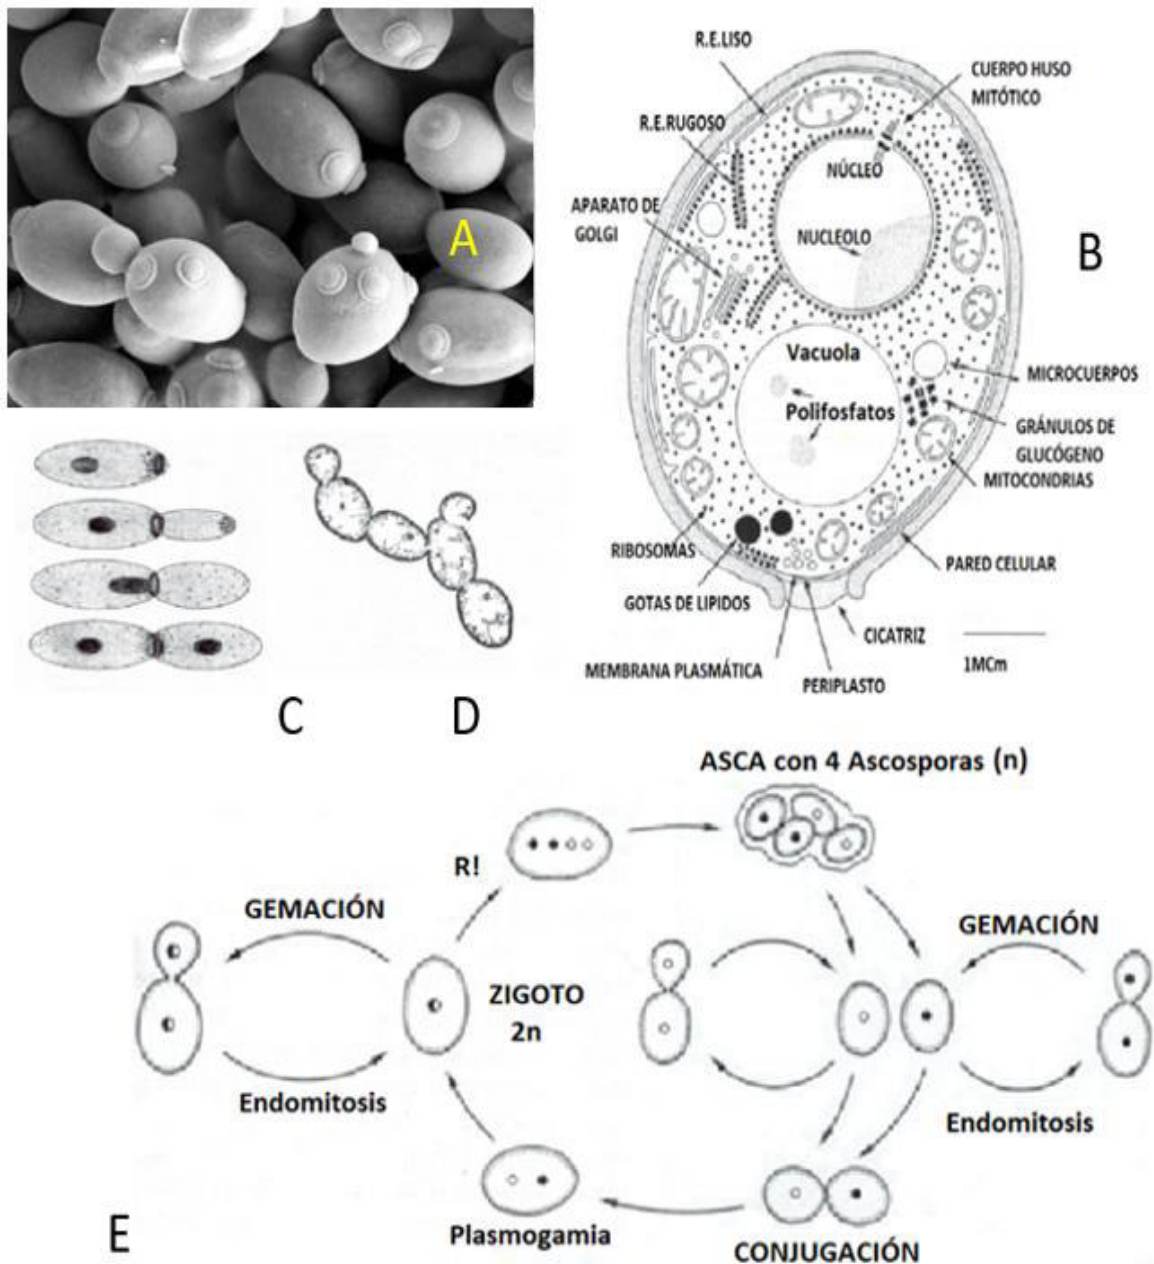 A
R.E.LISO
CUERPO HUSO
MITÓTICO
R.E.RUGOSO
NÚCLEO
APARATO DE
GOLGI
NUCLEOLO
B
Vacuola
MICROCUERPOS
Polifosfatos
GRÁNULOS DE
GLUCÓGENO
MITOCONDRIAS
RIBOSOMAS
PARED CELULAR
GOTAS DE LIPIDOS
CICATRIZ
MEMBRANA PLASMÁTICA
PERIPLASTO
1MCm
C
D
ASCA con 4 Ascosporas (n)
R!
GEMACIÓN
GEMACIÓN
ZIGOTO
2n
Endomitosis
Endomitosis
Plasmogamia
CONJUGACIÓN
E